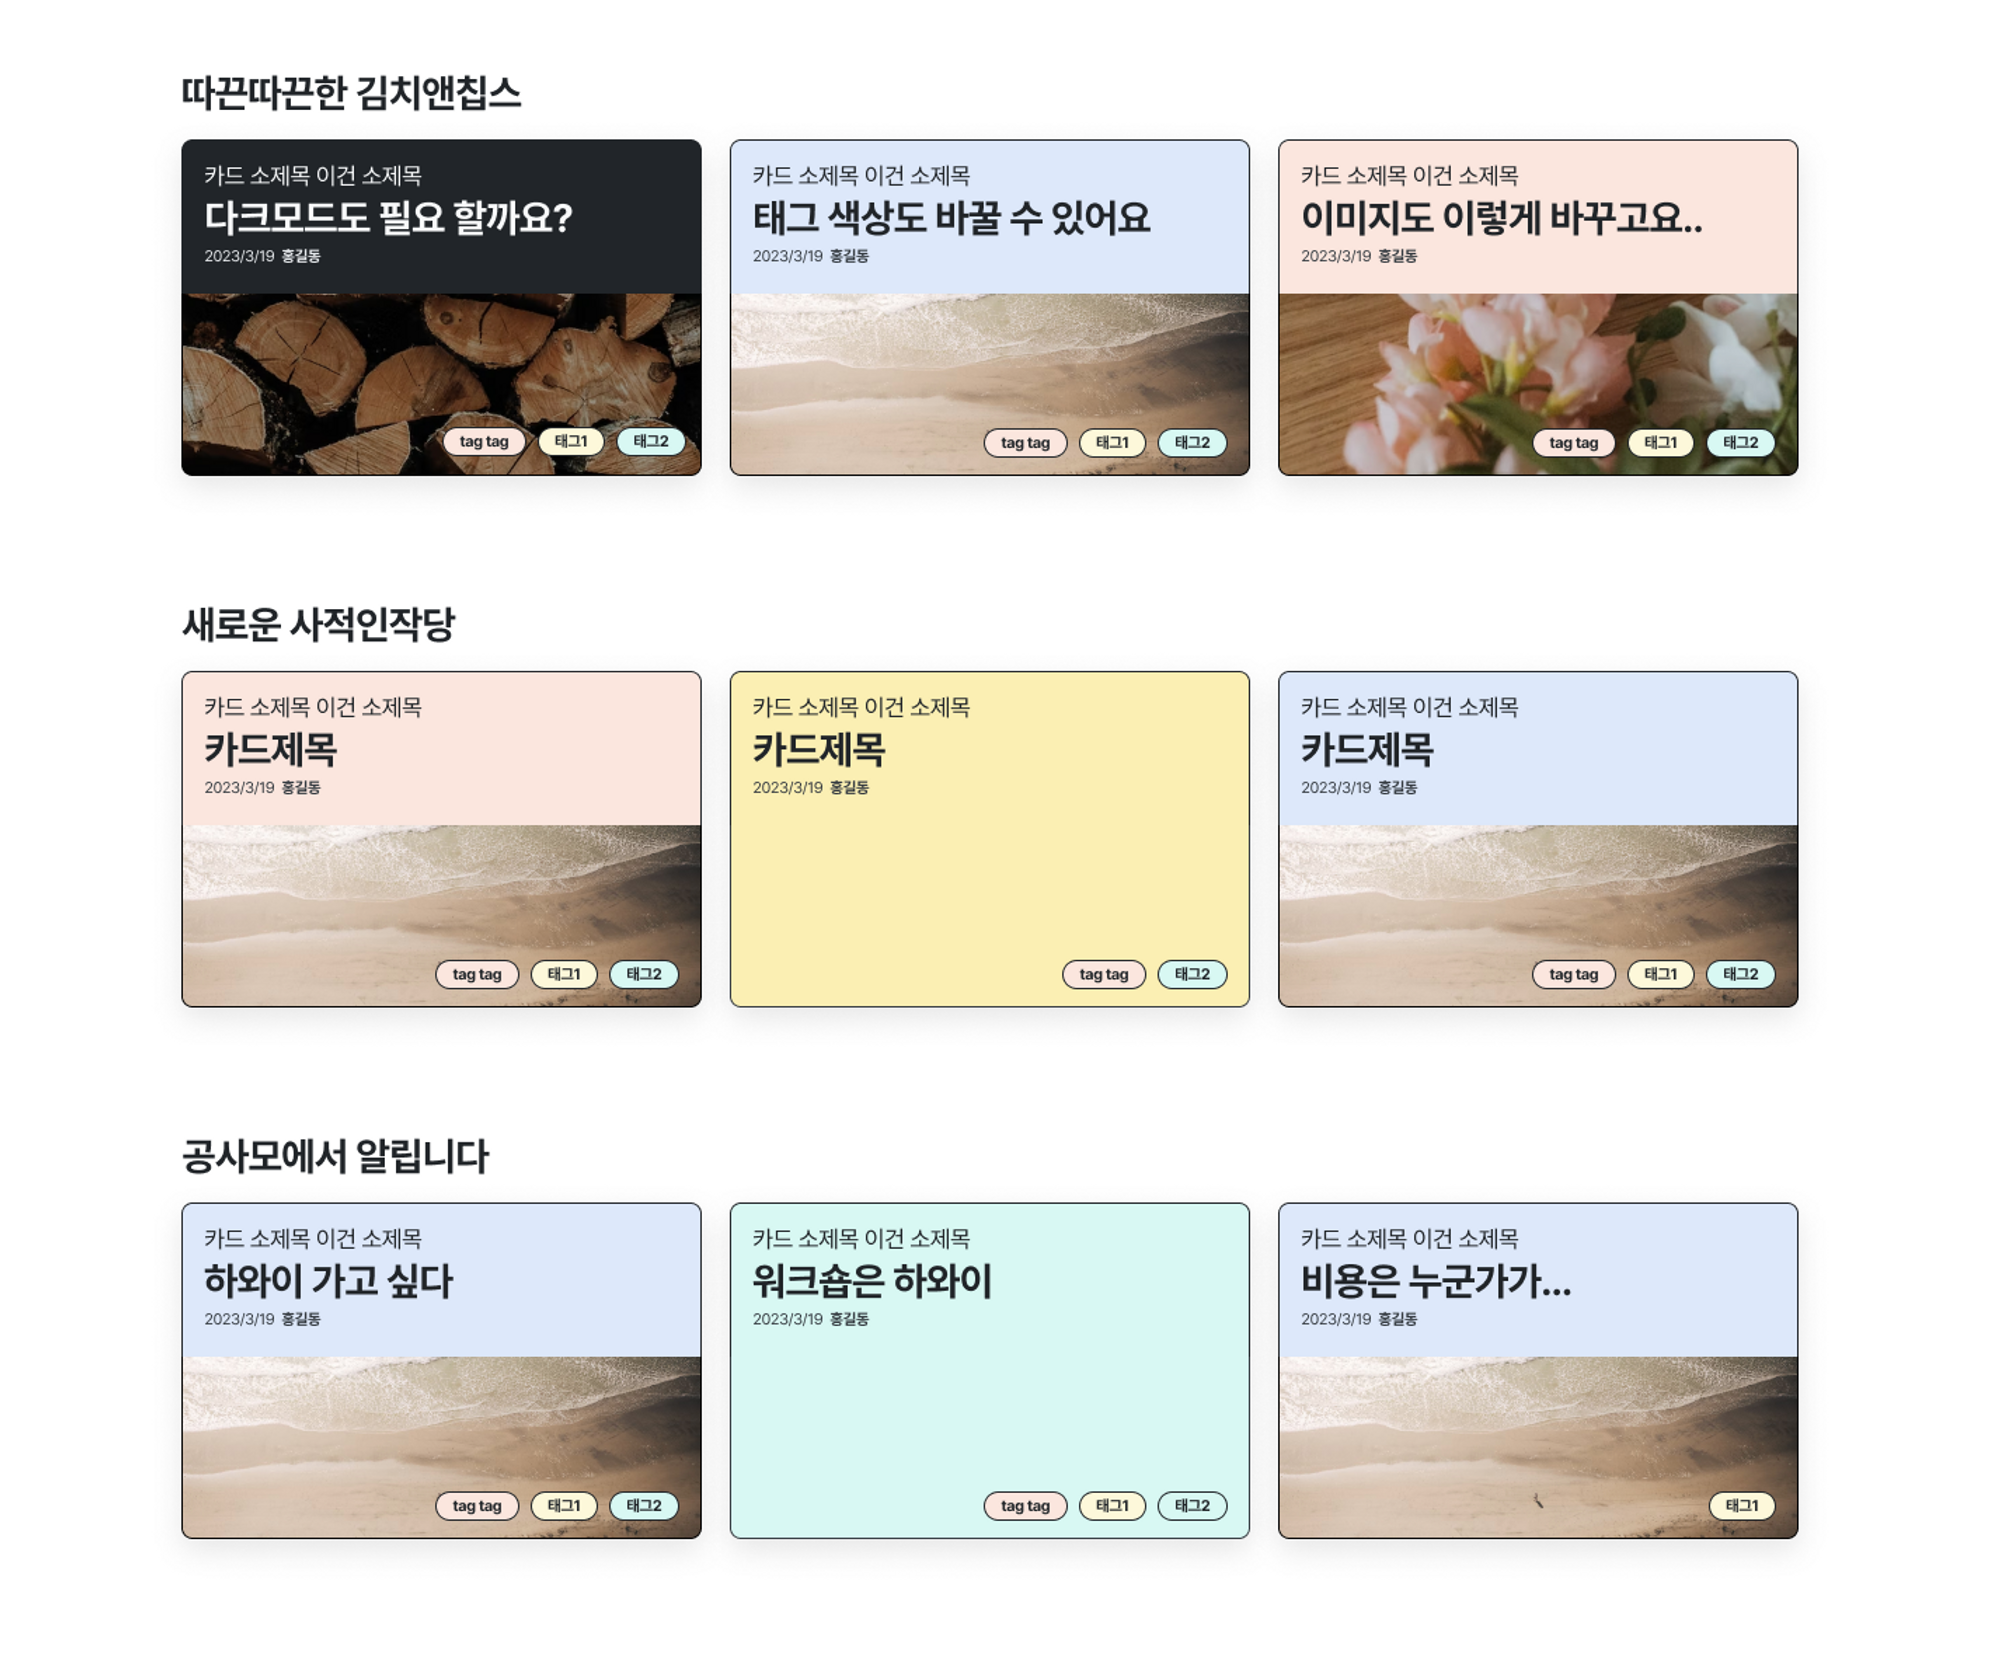 따끈따끈한 김치앤칩스
카드 소제목 이건 소제목
다크모드도 필요 할까요?
2023/3/19 홍길동
tag tag 태그1 태그2
카드 소제목 이건 소제목
태그 색상도 바꿀 수 있어요
2023/3/19 홍길동
tag tag 태그1 태그2
카드 소제목 이건 소제목
이미지도 이렇게 바꾸고요..
2023/3/19 홍길동
tag tag 태그1 태그2
새로운 사적인작당
카드 소제목 이건 소제목
카드제목
2023/3/19 홍길동
tag tag 태그1 태그2
카드 소제목 이건 소제목
카드제목
2023/3/19 홍길동
tag tag 태그2
카드 소제목 이건 소제목
카드제목
2023/3/19 홍길동
tag tag 태그1 태그2
공사모에서 알립니다
카드 소제목 이건 소제목
하와이 가고 싶다
2023/3/19 홍길동
tag tag 태그1 태그2
카드 소제목 이건 소제목
워크숍은 하와이
2023/3/19 홍길동
tag tag 태그1 태그2
카드 소제목 이건 소제목
비용은 누군가가...
2023/3/19 홍길동
태그1